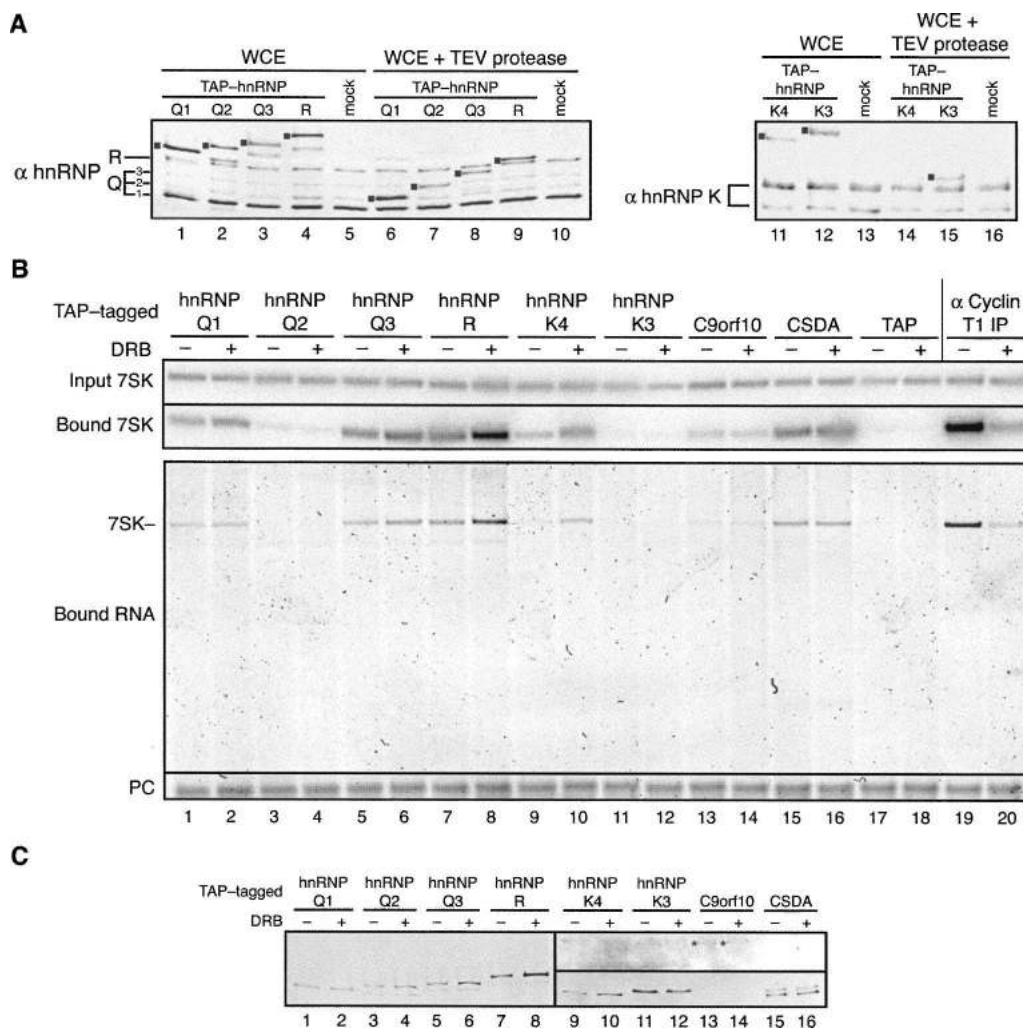 A
WCE
WCE + TEV protease
TAP–hnRNP
mock
TAP–hnRNP
mock
Q1 Q2 Q3 R Q1 Q2 Q3 R
α hnRNP
R
Q
3
2
1
1 2 3 4 5 6 7 8 9 10
WCE
WCE +
TEV protease
TAP–
hnRNP
mock
TAP–
hnRNP
mock
K4 K3 K4 K3
α hnRNP K
11 12 13 14 15 16
B
TAP–tagged
hnRNP hnRNP hnRNP hnRNP hnRNP hnRNP α Cyclin
Q1 Q2 Q3 R K4 K3 C9orf10 CSDA TAP T1 IP
DRB – + – + – + – + – + – + – + – + – + – +
Input 7SK
Bound 7SK
7SK–
Bound RNA
PC
1 2 3 4 5 6 7 8 9 10 11 12 13 14 15 16 17 18 19 20
C
TAP–tagged
hnRNP hnRNP hnRNP hnRNP hnRNP hnRNP
Q1 Q2 Q3 R K4 K3 C9orf10 CSDA
DRB – + – + – + – + – + – + – + – +
* *
1 2 3 4 5 6 7 8 9 10 11 12 13 14 15 16